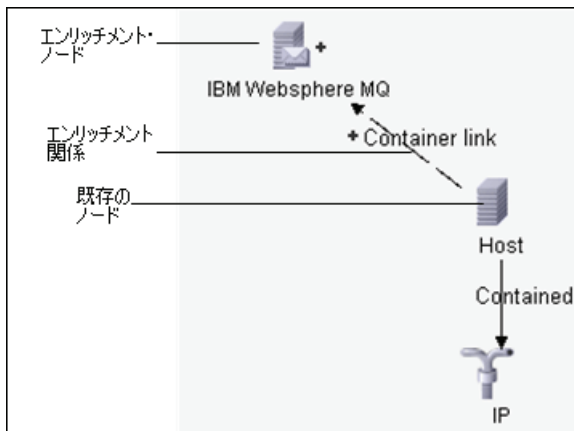 エンリッチメント・
ノード
IBM Websphere MQ
エンリッチメント
関係
+ Container link
既存の
ノード
Host
Contained
IP